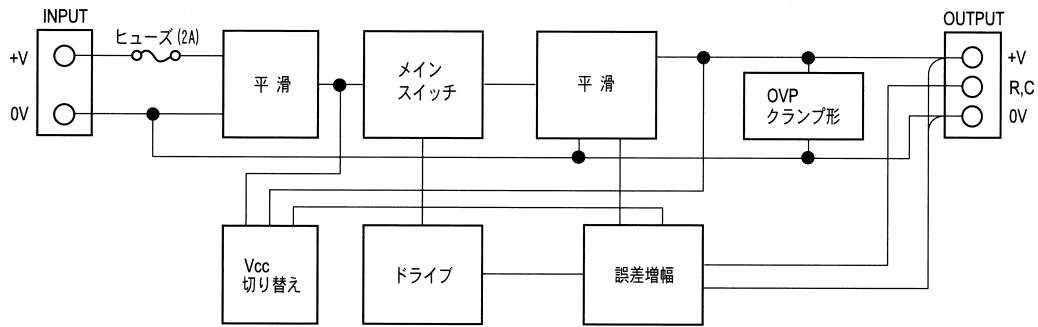 INPUT
+V
0V
ヒューズ(2A)
平 滑
メイン
スイッチ
平 滑
OVP
クランプ形
OUTPUT
+V
R,C
0V
Vcc
切り替え
ドライブ
誤差増幅